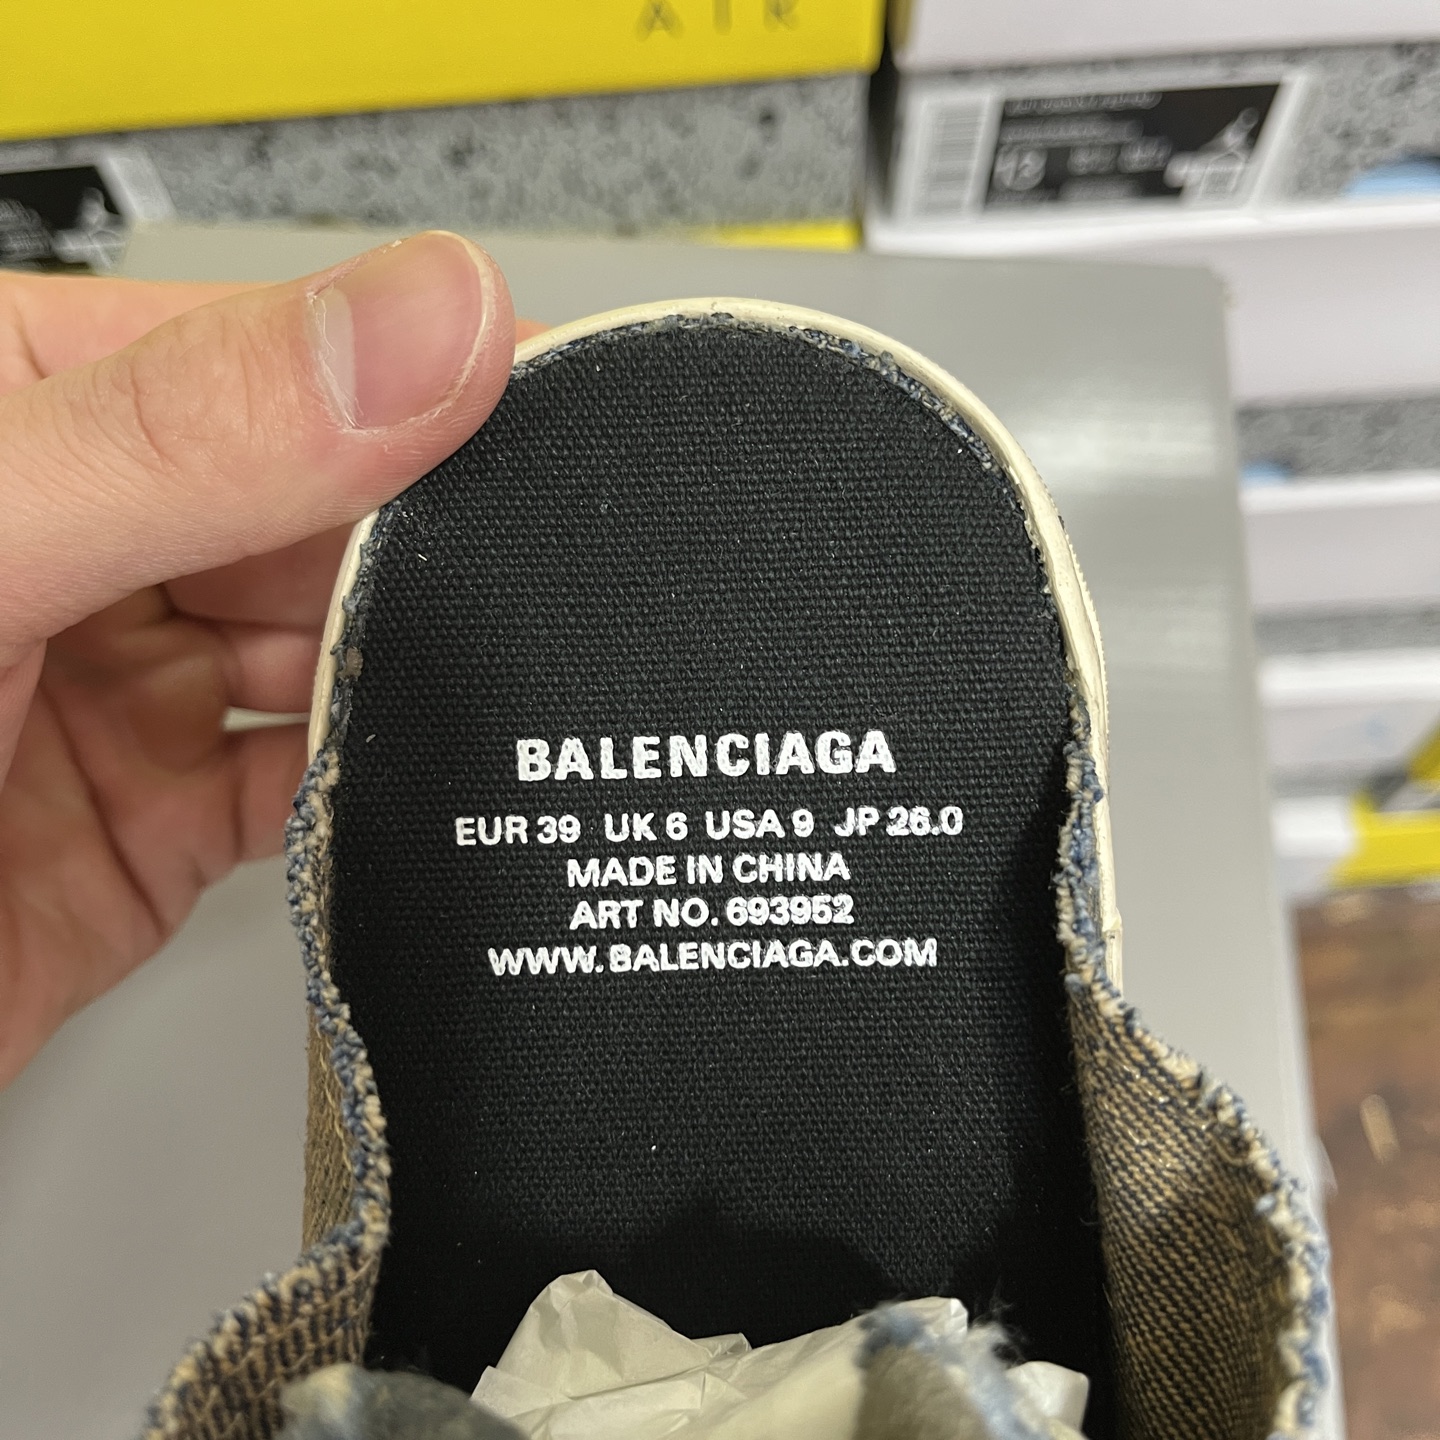 AIR
BALENCIAGA
EUR 39 UK 6 USA 9 JP 26.0
MADE IN CHINA
ART NO. 693952
WWW.BALENCIAGA.COM